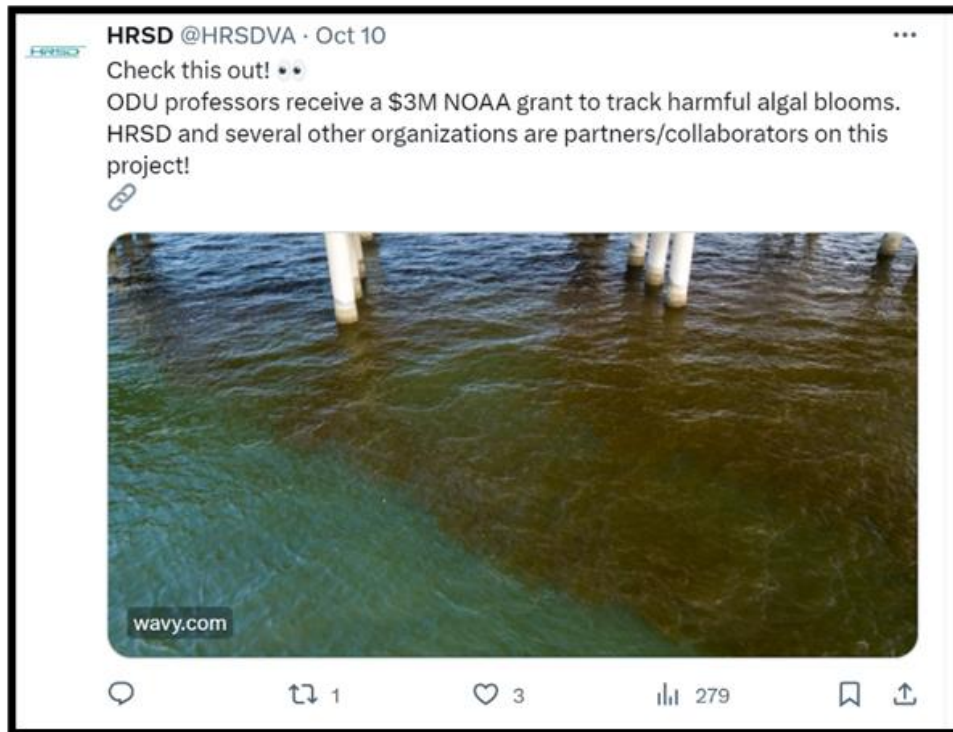 HRSD @HRSDVA · Oct 10
HRSD
Check this out! 👀
ODU professors receive a $3M NOAA grant to track harmful algal blooms.
HRSD and several other organizations are partners/collaborators on this
project!
🔗
wavy.com
1 3 279